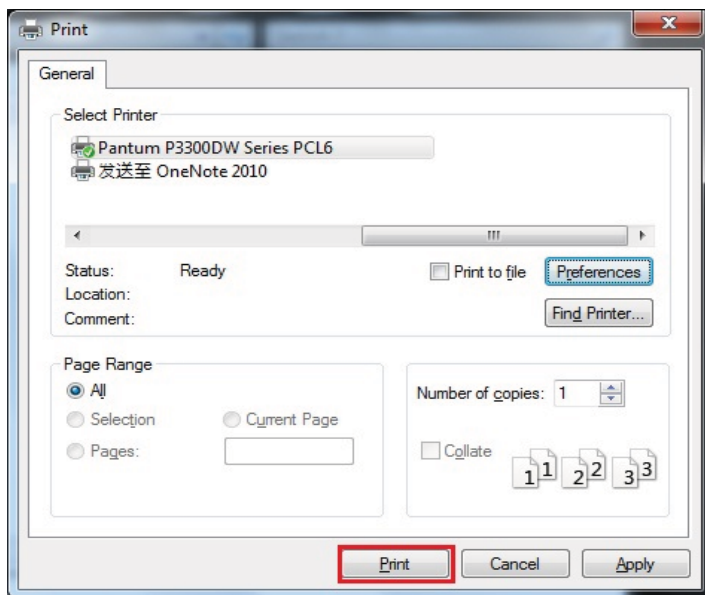 Print
General
Select Printer
Pantum P3300DW Series PCL6
发送至 OneNote 2010
Status: Ready
Print to file
Preferences
Location:
Comment:
Find Printer...
Page Range
All
Selection
Current Page
Pages:
Number of copies: 1
Collate
1 1 2 2 3 3
Print
Cancel
Apply